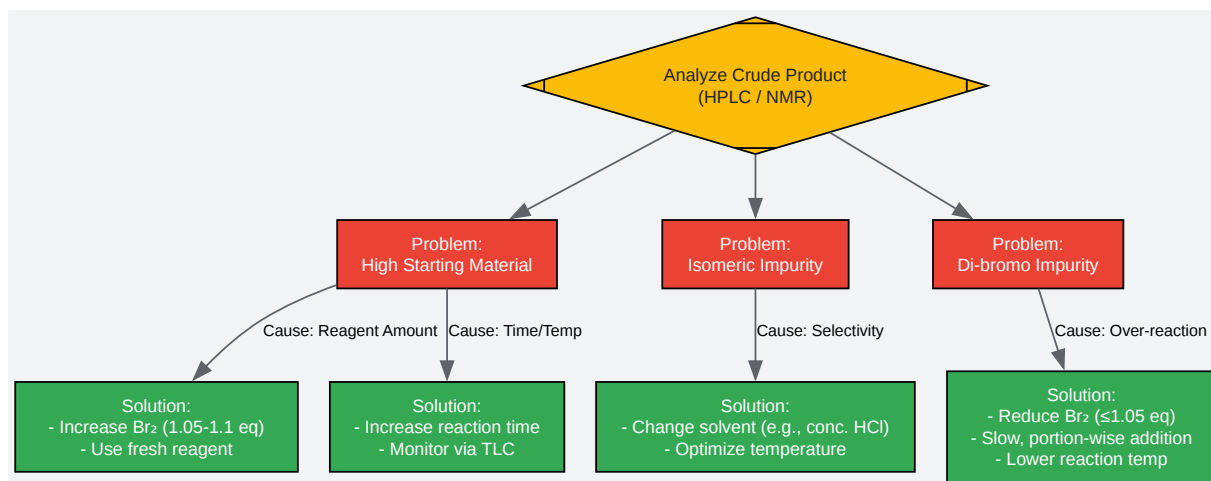 Analyze Crude Product
(HPLC / NMR)
Problem:
High Starting Material
Problem:
Isomeric Impurity
Problem:
Di-bromo Impurity
Cause: Reagent Amount
Cause: Time/Temp
Cause: Selectivity
Cause: Over-reaction
Solution:
- Increase Br₂ (1.05-1.1 eq)
- Use fresh reagent
Solution:
- Increase reaction time
- Monitor via TLC
Solution:
- Change solvent (e.g., conc. HCl)
- Optimize temperature
Solution:
- Reduce Br₂ (≤1.05 eq)
- Slow, portion-wise addition
- Lower reaction temp